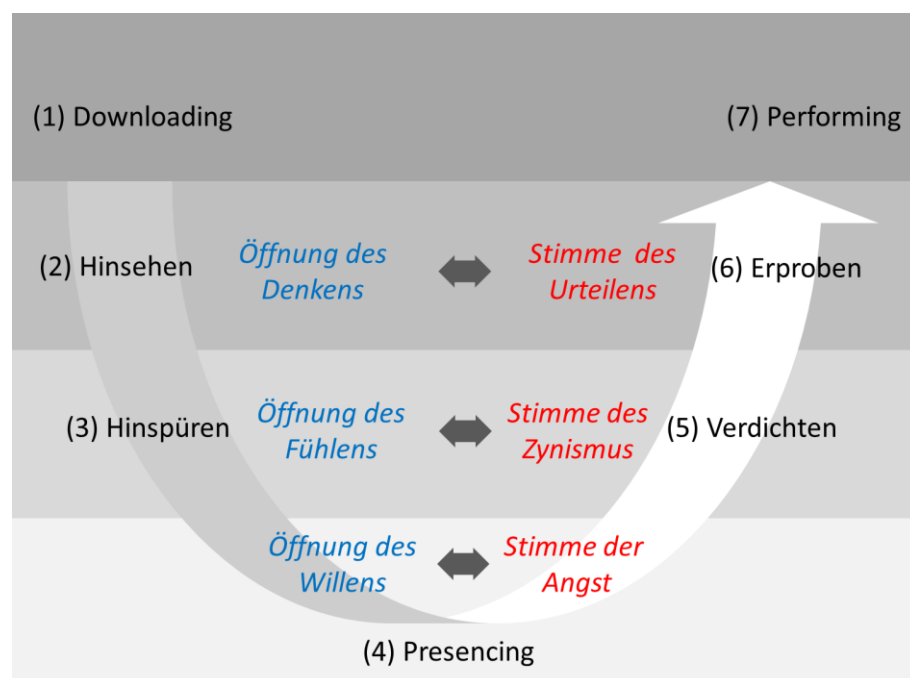 (1) Downloading
(7) Performing
(2) Hinsehen
Öffnung des
Denkens
Stimme des
Urteilens
(6) Erproben
(3) Hinspüren
Öffnung des
Fühlens
Stimme des
Zynismus
(5) Verdichten
Öffnung des
Willens
Stimme der
Angst
(4) Presencing